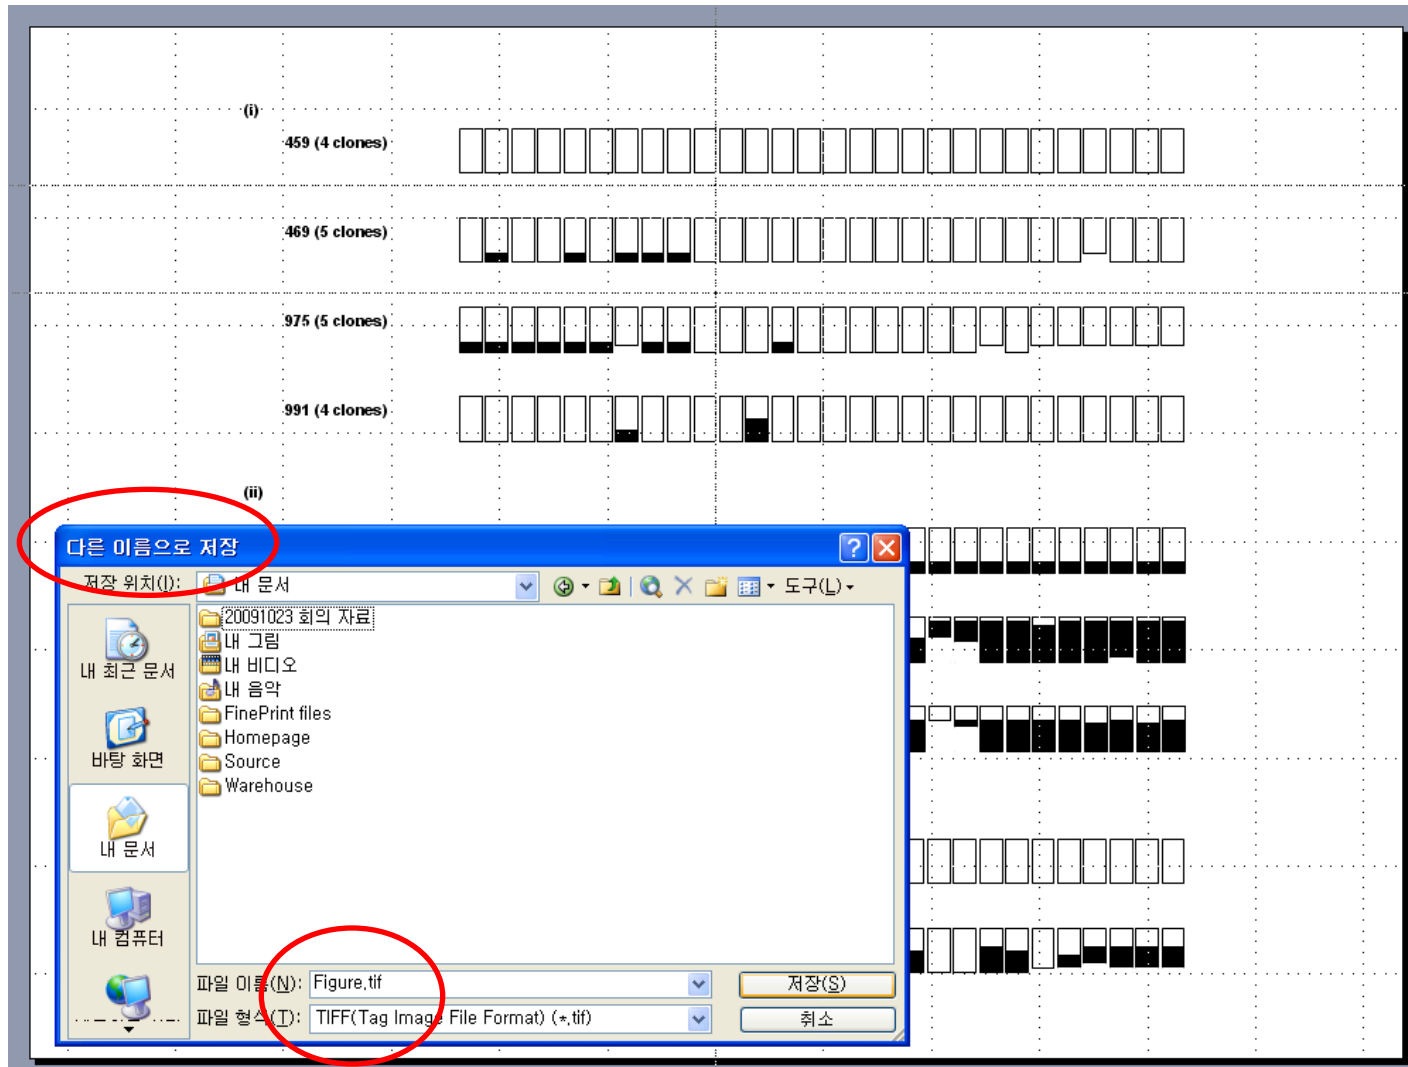 (i)
459 (4 clones)
469 (5 clones)
975 (5 clones)
991 (4 clones)
(ii)
다른 이름으로 저장
저장 위치(I): 내 문서 도구(L)
20091023 회의 자료
내 그림
내 비디오
내 음악
FinePrint files
Homepage
Source
Warehouse
내 최근 문서
바탕 화면
내 문서
내 컴퓨터
파일 이름(N): Figure.tif 저장(S)
파일 형식(T): TIFF(Tag Image File Format) (*.tif) 취소